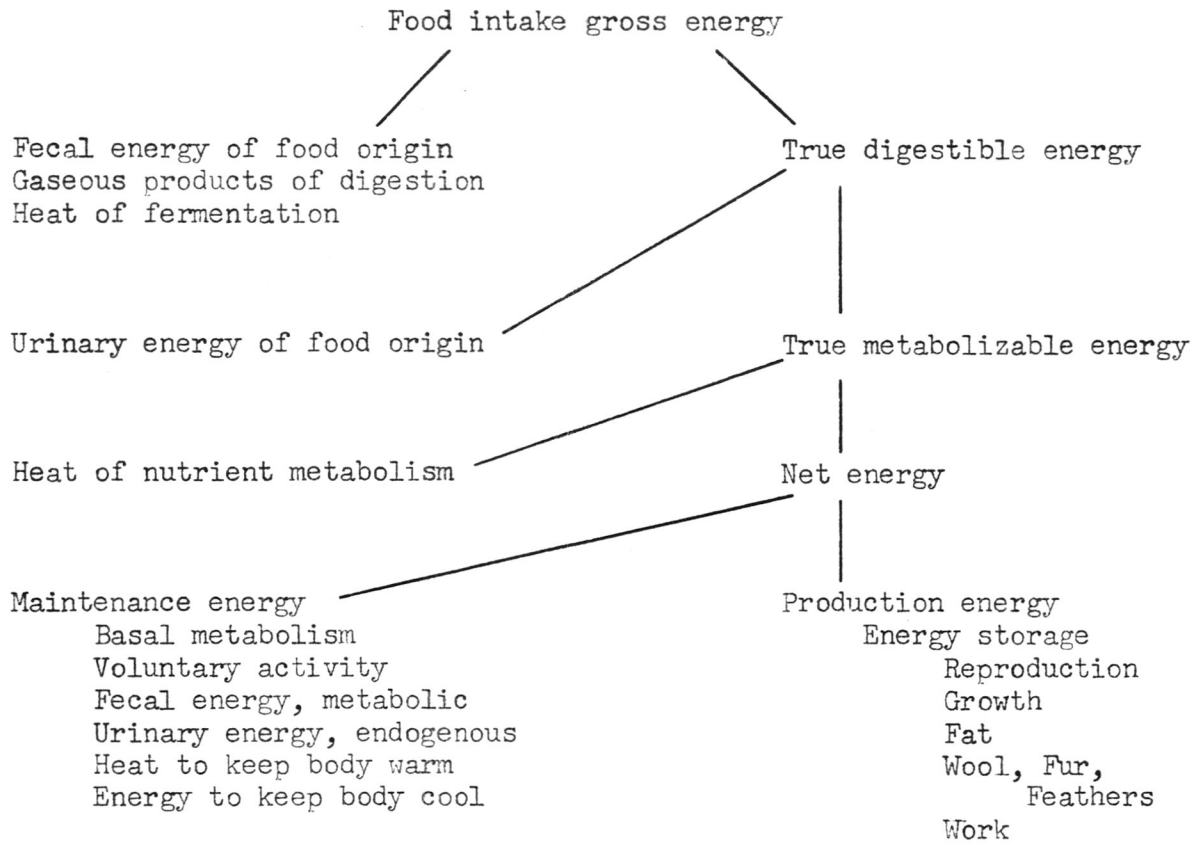 Food intake gross energy
Fecal energy of food origin
Gaseous products of digestion
Heat of fermentation
True digestible energy
Urinary energy of food origin
True metabolizable energy
Heat of nutrient metabolism
Net energy
Maintenance energy
Basal metabolism
Voluntary activity
Fecal energy, metabolic
Urinary energy, endogenous
Heat to keep body warm
Energy to keep body cool
Production energy
Energy storage
Reproduction
Growth
Fat
Wool, Fur,
Feathers
Work